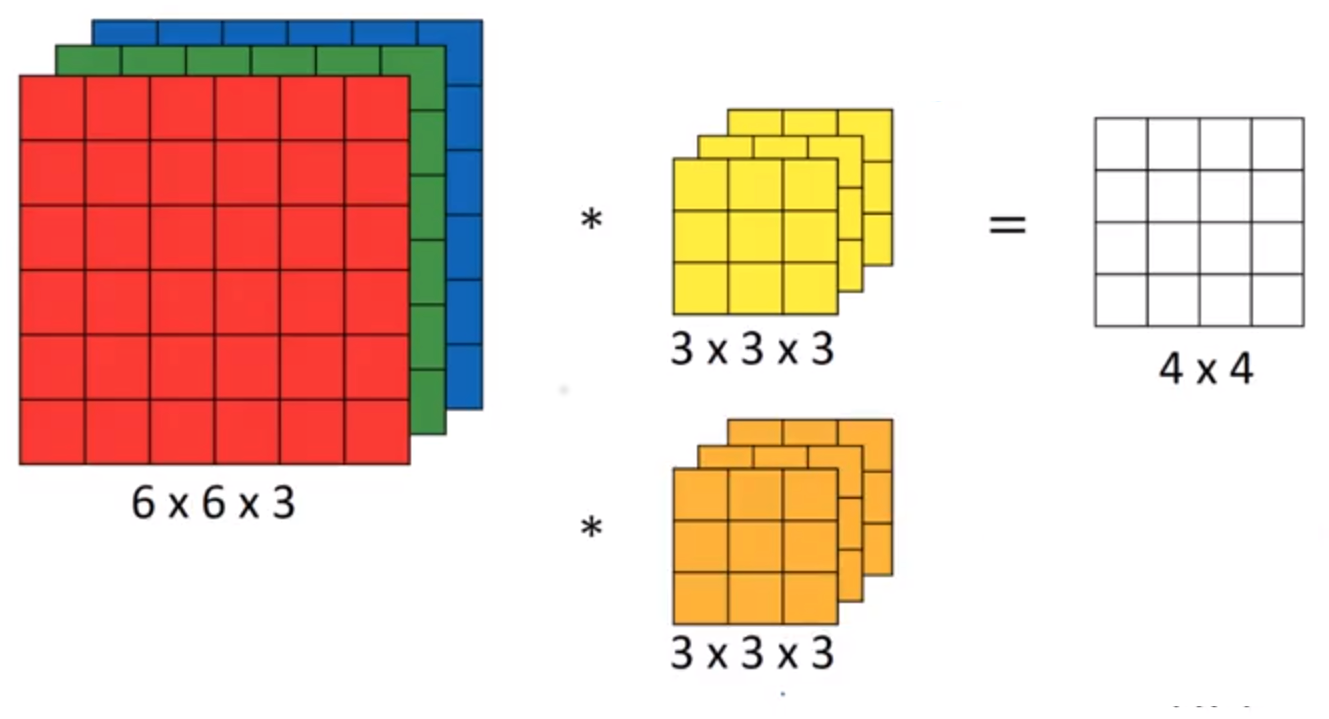 *
3 x 3 x 3
=
4 x 4
6 x 6 x 3
*
3 x 3 x 3